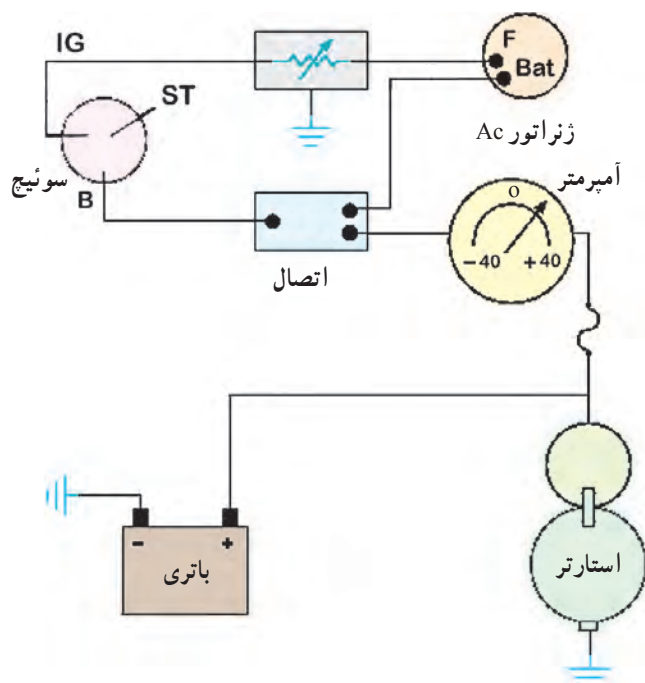 IG
F
Bat
ST
ژنراتور Ac
آمپرمتر
سوئیچ
B
o
−40 +40
اتصال
− +
باتری
استارتر